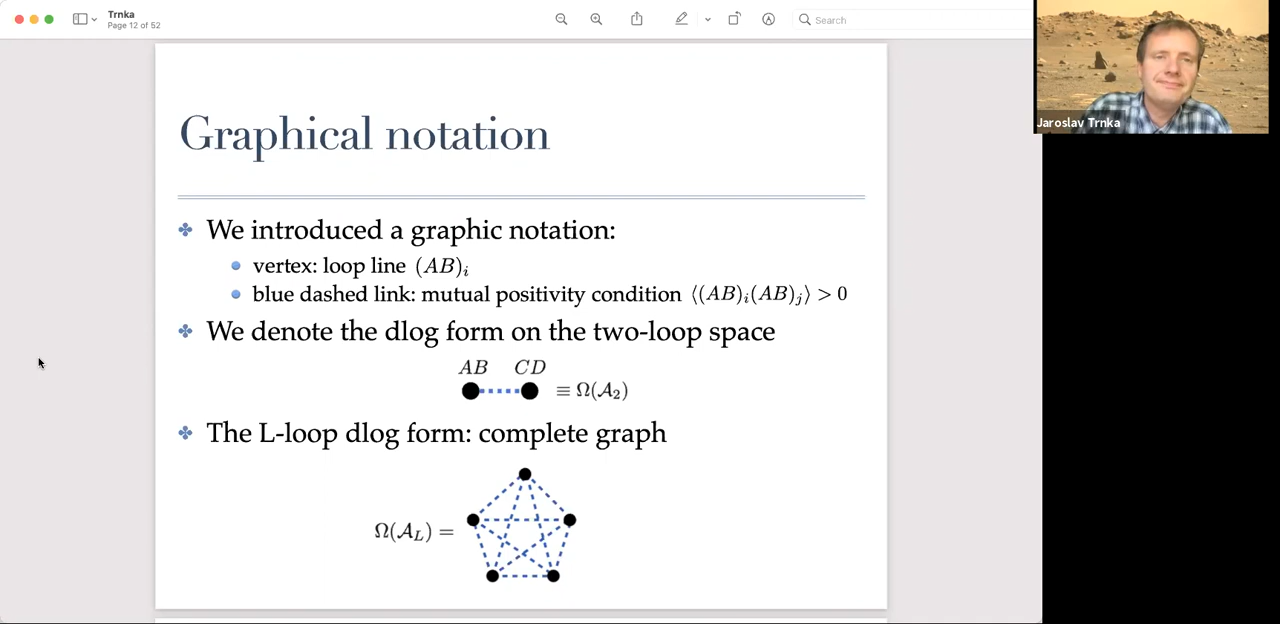 Trnka
Page 12 of 52
Search
Jaroslav Trnka
Graphical notation
We introduced a graphic notation:
vertex: loop line (AB)ᵢ
blue dashed link: mutual positivity condition ⟨(AB)ᵢ(AB)ⱼ⟩ > 0
We denote the dlog form on the two-loop space
AB CD
≡ Ω(𝒜₂)
The L-loop dlog form: complete graph
Ω(𝒜_L) =